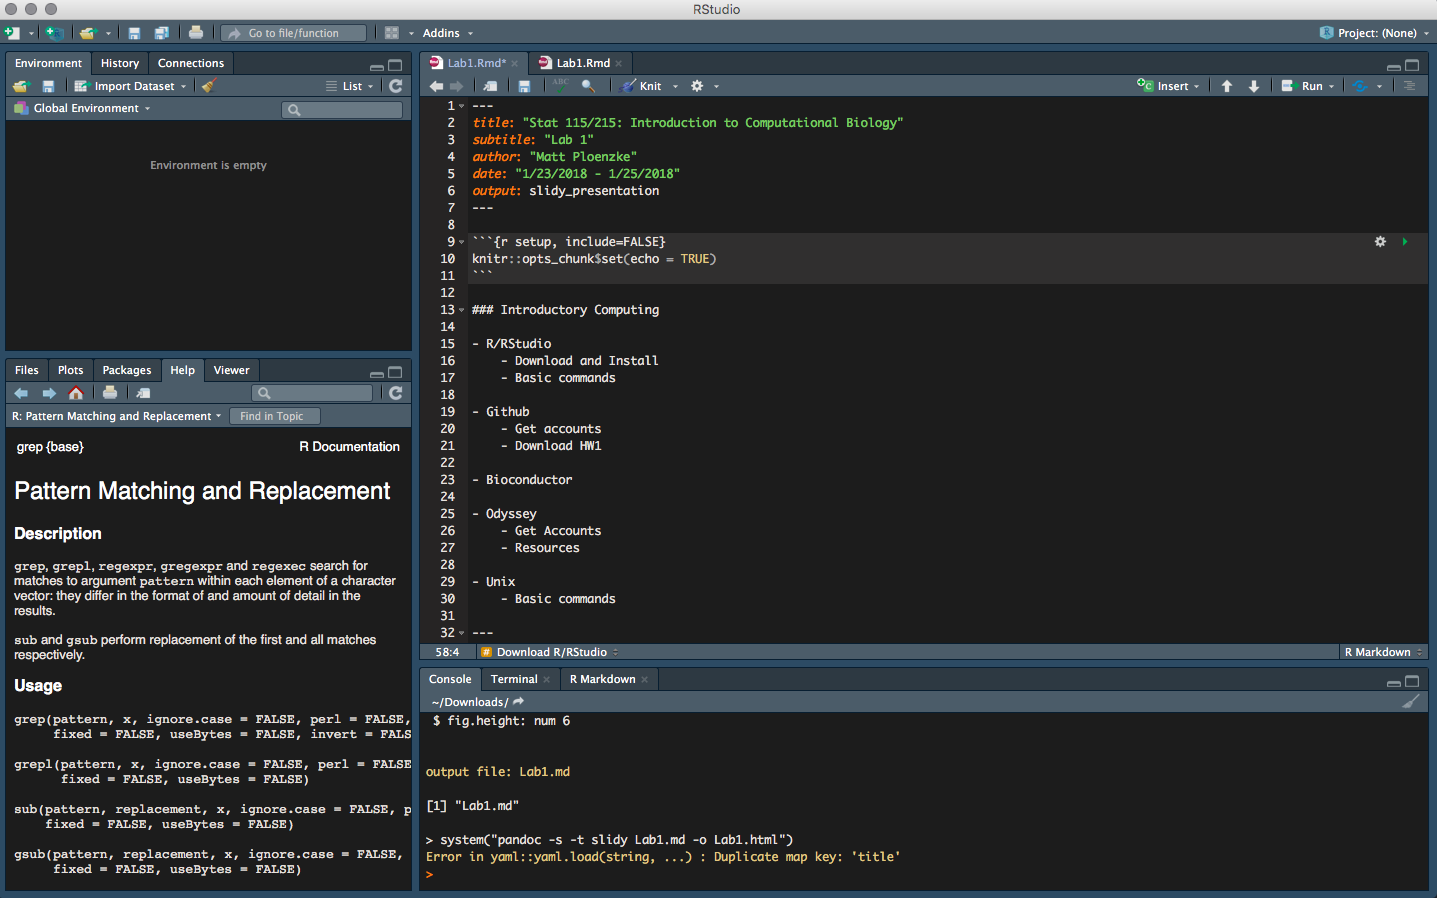 RStudio
Go to file/function
Addins
Project: (None)
Environment
History
Connections
Import Dataset
List
Global Environment
Environment is empty
Files
Plots
Packages
Help
Viewer
R: Pattern Matching and Replacement
Find in Topic
grep {base}
R Documentation
Pattern Matching and Replacement
Description
grep, grepl, regexpr, gregexpr and regexec search for
matches to argument pattern within each element of a character
vector: they differ in the format of and amount of detail in the
results.
sub and gsub perform replacement of the first and all matches
respectively.
Usage
grep(pattern, x, ignore.case = FALSE, perl = FALSE,
fixed = FALSE, useBytes = FALSE, invert = FALS
grepl(pattern, x, ignore.case = FALSE, perl = FALSE
fixed = FALSE, useBytes = FALSE)
sub(pattern, replacement, x, ignore.case = FALSE, p
fixed = FALSE, useBytes = FALSE)
gsub(pattern, replacement, x, ignore.case = FALSE,
fixed = FALSE, useBytes = FALSE)
Lab1.Rmd*
Lab1.Rmd
ABC
Knit
Insert
Run
1 ---
2 title: "Stat 115/215: Introduction to Computational Biology"
3 subtitle: "Lab 1"
4 author: "Matt Ploenzke"
5 date: "1/23/2018 - 1/25/2018"
6 output: slidy_presentation
7 ---
8
9 ```{r setup, include=FALSE}
10 knitr::opts_chunk$set(echo = TRUE)
11 ```
12
13 ### Introductory Computing
14
15 - R/RStudio
16 - Download and Install
17 - Basic commands
18
19 - Github
20 - Get accounts
21 - Download HW1
22
23 - Bioconductor
24
25 - Odyssey
26 - Get Accounts
27 - Resources
28
29 - Unix
30 - Basic commands
31
32 ---
58:4
# Download R/RStudio
R Markdown
Console
Terminal
R Markdown
~/Downloads/
$ fig.height: num 6
output file: Lab1.md
[1] "Lab1.md"
> system("pandoc -s -t slidy Lab1.md -o Lab1.html")
Error in yaml::yaml.load(string, ...) : Duplicate map key: 'title'
>